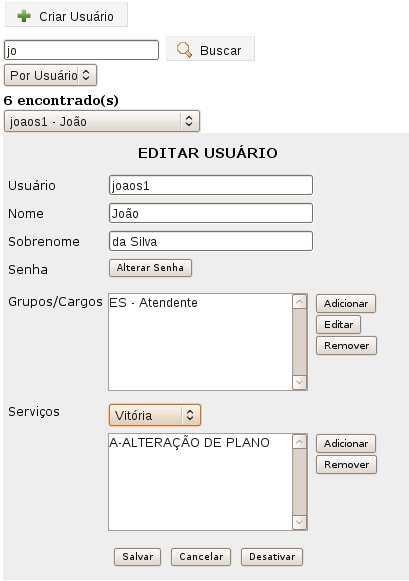 Criar Usuário
jo
Buscar
Por Usuário
6 encontrado(s)
joaos1 - João
EDITAR USUÁRIO
Usuário joaos1
Nome João
Sobrenome da Silva
Senha Alterar Senha
Grupos/Cargos ES - Atendente Adicionar
Editar
Remover
Serviços Vitória
A-ALTERAÇÃO DE PLANO Adicionar
Remover
Salvar Cancelar Desativar